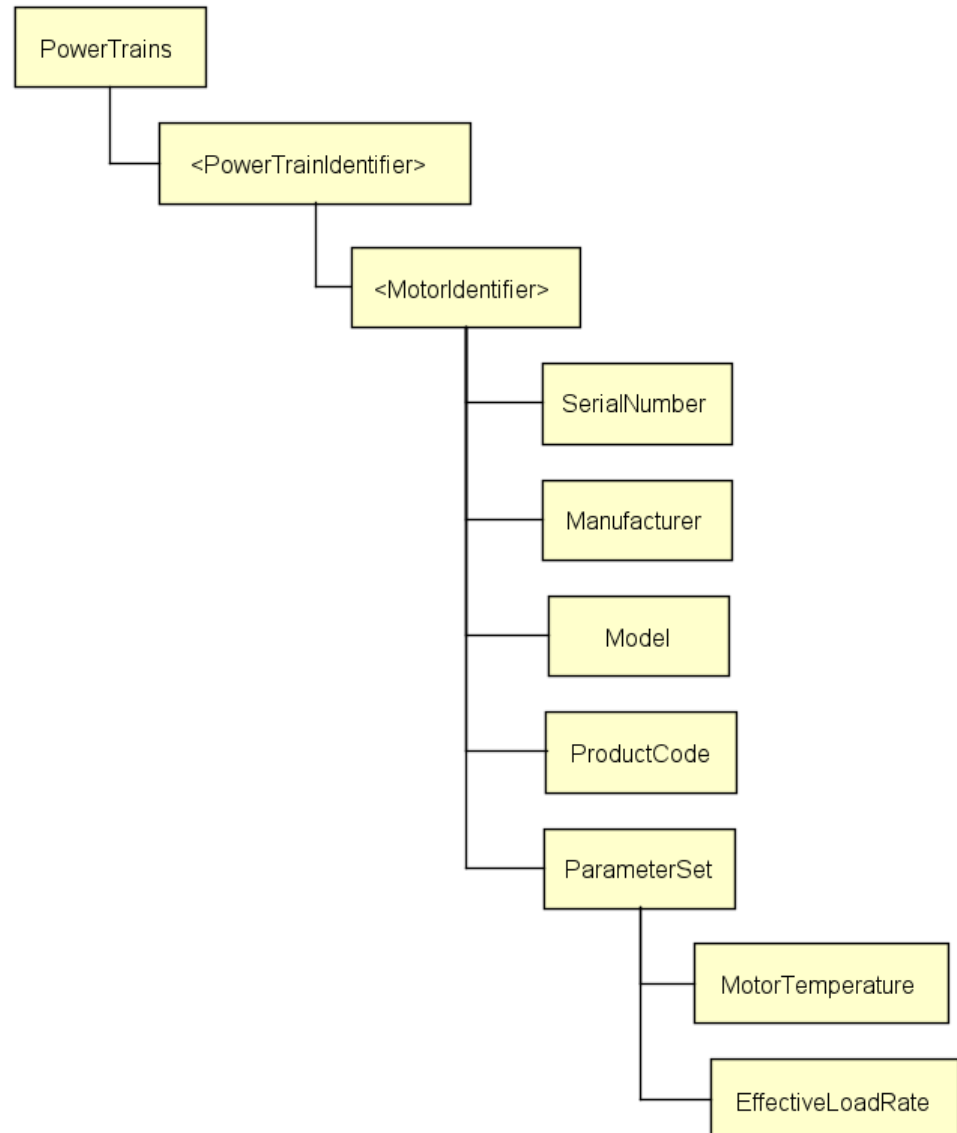 PowerTrains
<PowerTrainIdentifier>
<MotorIdentifier>
SerialNumber
Manufacturer
Model
ProductCode
ParameterSet
MotorTemperature
EffectiveLoadRate